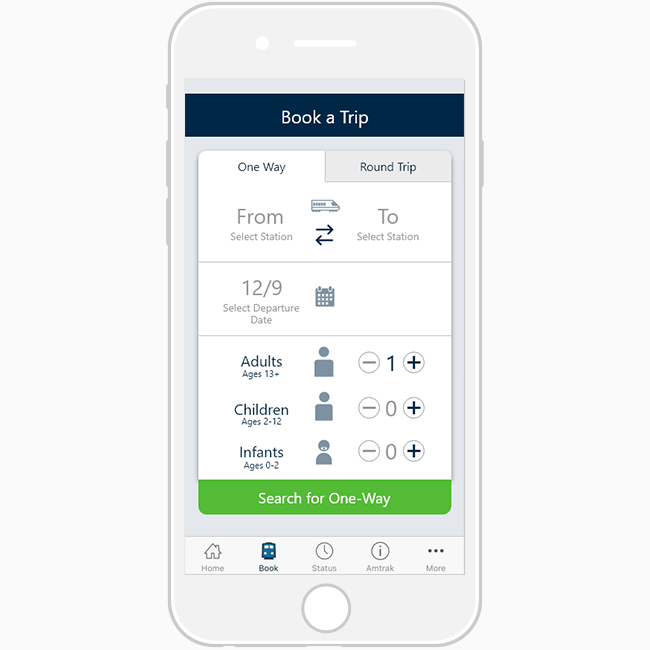 Book a Trip
One Way
Round Trip
From
To
Select Station
Select Station
12/9
Select Departure
Date
Adults
Ages 13+
1
Children
Ages 2-12
0
Infants
Ages 0-2
0
Search for One-Way
Home
Book
Status
Amtrak
More